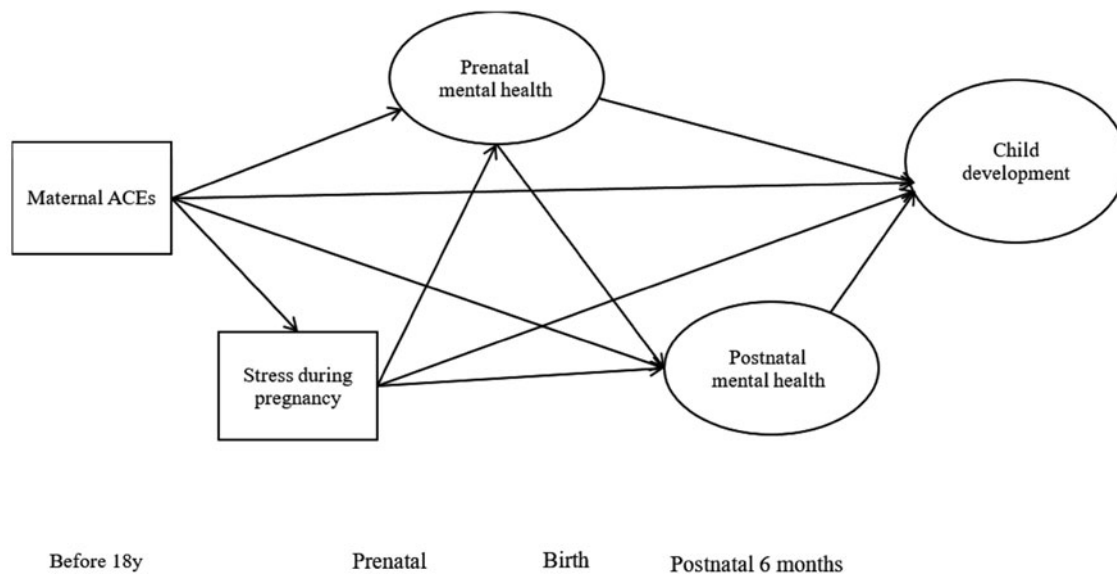 Prenatal
mental health
Child
development
Maternal ACEs
Stress during
pregnancy
Postnatal
mental health
Before 18y
Prenatal
Birth
Postnatal 6 months